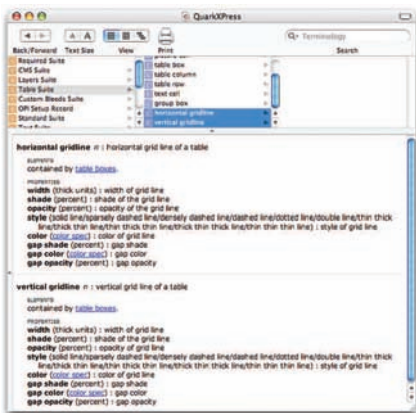 QuarkXPress
A A
Terminology
Back/Forward Text Size View Print Search
Required Suite
CMS Suite
Layers Suite
Table Suite
Custom Bleeds Suite
OPI Setup Record
Standard Suite
table box
table column
table row
text cell
group box
horizontal gridline
vertical gridline
horizontal gridline n : horizontal grid line of a table
ELEMENTS
contained by table boxes.
PROPERTIES
width (thick units) : width of grid line
shade (percent) : shade of the grid line
opacity (percent) : opacity of the grid line
style (solid line/sparsely dashed line/densely dashed line/dashed line/dotted line/double line/thin thick
line/thick thin line/thin thick thin line/thick thin thick line/thin thin thin line) : style of grid line
color (color spec) : color of grid line
gap shade (percent) : gap shade
gap color (color spec) : gap color
gap opacity (percent) : gap opacity
vertical gridline n : vertical grid line of a table
ELEMENTS
contained by table boxes.
PROPERTIES
width (thick units) : width of grid line
shade (percent) : shade of the grid line
opacity (percent) : opacity of the grid line
style (solid line/sparsely dashed line/densely dashed line/dashed line/dotted line/double line/thin thick
line/thick thin line/thin thick thin line/thick thin thick line/thin thin thin line) : style of grid line
color (color spec) : color of grid line
gap shade (percent) : gap shade
gap color (color spec) : gap color
gap opacity (percent) : gap opacity